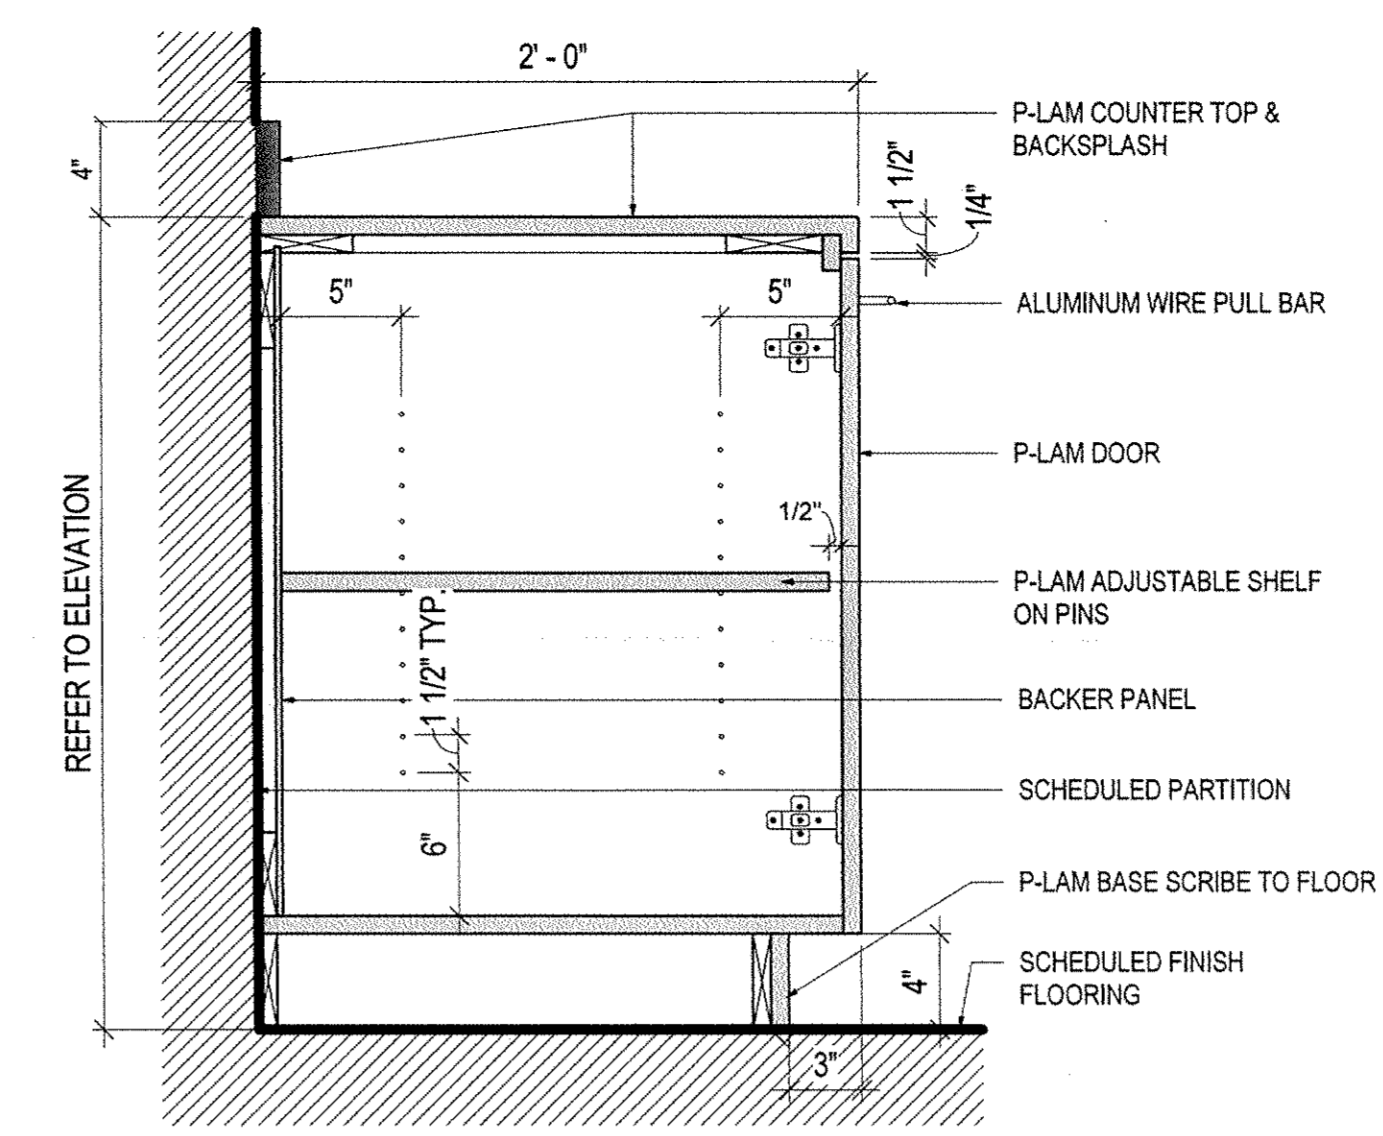 2' - 0"
P-LAM COUNTER TOP &
BACKSPLASH
4"
1 1/2"
1/4"
5"
5"
ALUMINUM WIRE PULL BAR
P-LAM DOOR
1/2"
REFER TO ELEVATION
P-LAM ADJUSTABLE SHELF
ON PINS
1 1/2" TYP.
BACKER PANEL
SCHEDULED PARTITION
6"
P-LAM BASE SCRIBE TO FLOOR
SCHEDULED FINISH
FLOORING
4"
3"